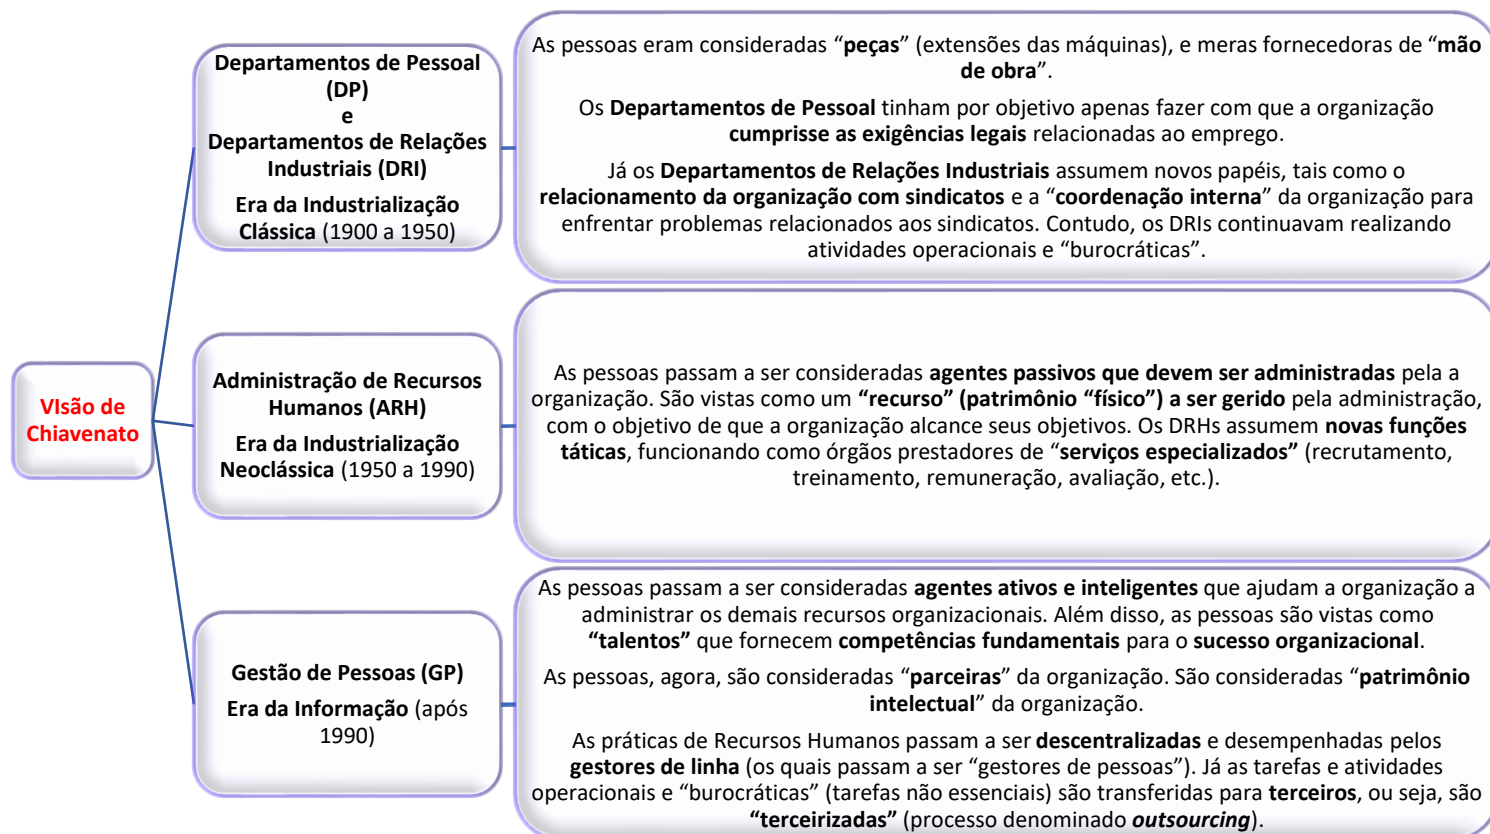 Departamentos de Pessoal
(DP)
e
Departamentos de Relações
Industriais (DRI)
Era da Industrialização
Clássica (1900 a 1950)
As pessoas eram consideradas “peças” (extensões das máquinas), e meras fornecedoras de “mão
de obra”.
Os Departamentos de Pessoal tinham por objetivo apenas fazer com que a organização
cumprisse as exigências legais relacionadas ao emprego.
Já os Departamentos de Relações Industriais assumem novos papéis, tais como o
relacionamento da organização com sindicatos e a “coordenação interna” da organização para
enfrentar problemas relacionados aos sindicatos. Contudo, os DRIs continuavam realizando
atividades operacionais e “burocráticas”.
VIsão de
Chiavenato
Administração de Recursos
Humanos (ARH)
Era da Industrialização
Neoclássica (1950 a 1990)
As pessoas passam a ser consideradas agentes passivos que devem ser administradas pela a
organização. São vistas como um “recurso” (patrimônio “físico”) a ser gerido pela administração,
com o objetivo de que a organização alcance seus objetivos. Os DRHs assumem novas funções
táticas, funcionando como órgãos prestadores de “serviços especializados” (recrutamento,
treinamento, remuneração, avaliação, etc.).
Gestão de Pessoas (GP)
Era da Informação (após
1990)
As pessoas passam a ser consideradas agentes ativos e inteligentes que ajudam a organização a
administrar os demais recursos organizacionais. Além disso, as pessoas são vistas como
“talentos” que fornecem competências fundamentais para o sucesso organizacional.
As pessoas, agora, são consideradas “parceiras” da organização. São consideradas “patrimônio
intelectual” da organização.
As práticas de Recursos Humanos passam a ser descentralizadas e desempenhadas pelos
gestores de linha (os quais passam a ser “gestores de pessoas”). Já as tarefas e atividades
operacionais e “burocráticas” (tarefas não essenciais) são transferidas para terceiros, ou seja, são
“terceirizadas” (processo denominado outsourcing).